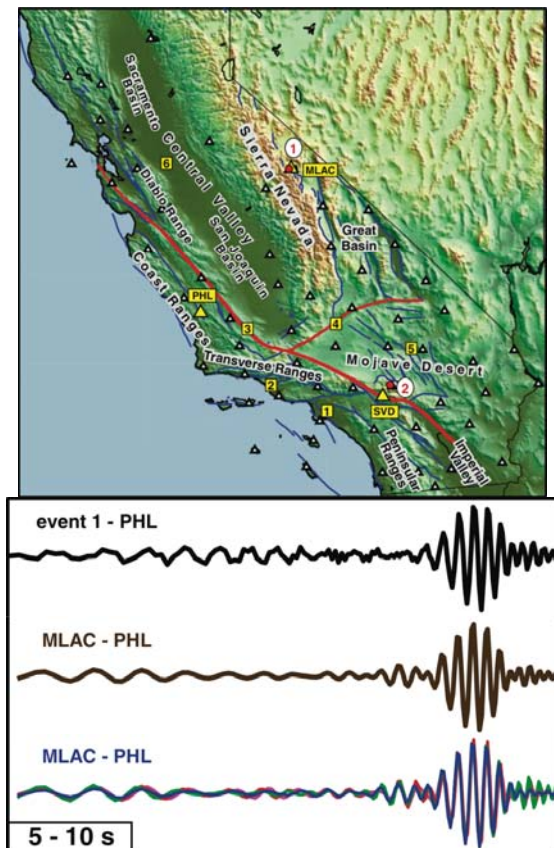 Sacramento Central Valley
Basin
San Joaquin
Basin
Sierra Nevada
1
MLAC
6
Diablo Range
Great
Basin
Coast Ranges
PHL
3
4
5
Transverse Ranges
Mojave Desert
2
2
1
SVD
Peninsular
Ranges
Imperial
Valley
event 1 - PHL
MLAC - PHL
MLAC - PHL
5 - 10 s